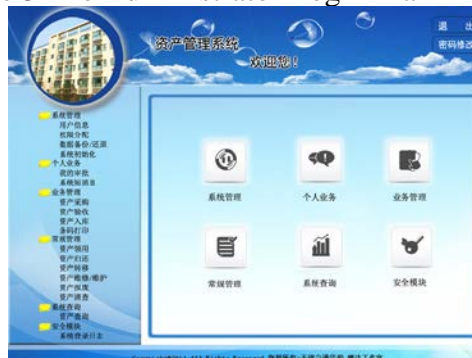 资产管理系统
欢迎您!
退 出
密码修改
系统管理
用户信息
权限分配
数据备份/还原
系统初始化
个人业务
我的审批
系统短消息
业务管理
资产采购
资产验收
资产入库
条码打印
常规管理
资产领用
资产归还
资产转移
资产维修/维护
资产报废
资产清查
系统查询
资产查询
安全模块
系统登录日志
系统管理
个人业务
业务管理
常规管理
系统查询
安全模块